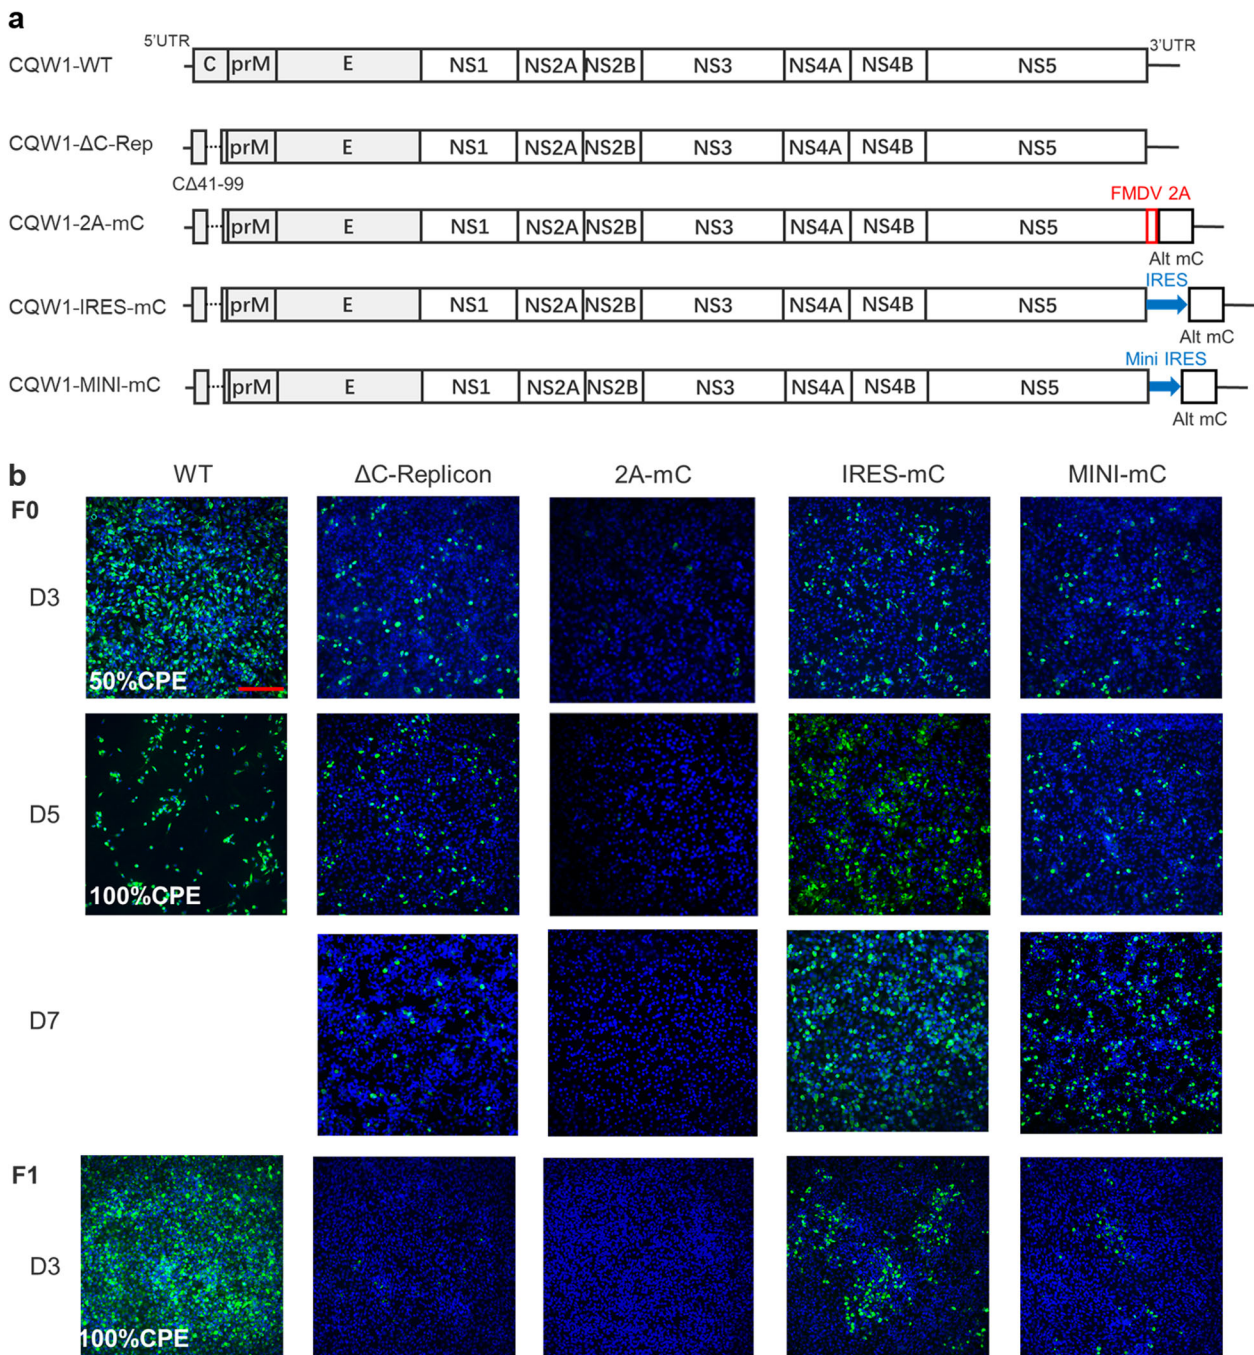 a
5'UTR
3'UTR
CQW1-WT
C prM E NS1 NS2A NS2B NS3 NS4A NS4B NS5
CQW1-ΔC-Rep
prM E NS1 NS2A NS2B NS3 NS4A NS4B NS5
CΔ41-99
FMDV 2A
CQW1-2A-mC
prM E NS1 NS2A NS2B NS3 NS4A NS4B NS5
Alt mC
IRES
CQW1-IRES-mC
prM E NS1 NS2A NS2B NS3 NS4A NS4B NS5
Alt mC
Mini IRES
CQW1-MINI-mC
prM E NS1 NS2A NS2B NS3 NS4A NS4B NS5
Alt mC
b
WT ΔC-Replicon 2A-mC IRES-mC MINI-mC
F0
D3
50%CPE
D5
100%CPE
D7
F1
D3
100%CPE